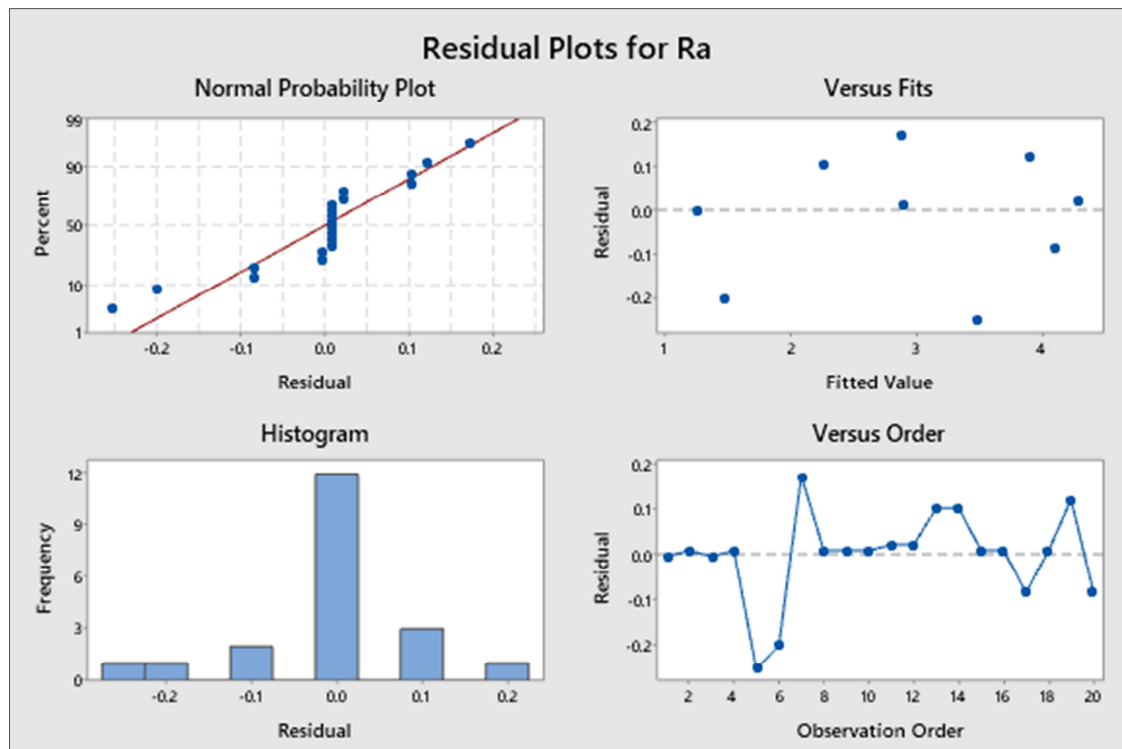 Residual Plots for Ra
Normal Probability Plot
99
90
50
10
1
Percent
-0.2 -0.1 0.0 0.1 0.2
Residual
Versus Fits
0.2
0.1
0.0
-0.1
-0.2
Residual
1 2 3 4
Fitted Value
Histogram
12
9
6
3
0
Frequency
-0.2 -0.1 0.0 0.1 0.2
Residual
Versus Order
0.2
0.1
0.0
-0.1
-0.2
Residual
2 4 6 8 10 12 14 16 18 20
Observation Order